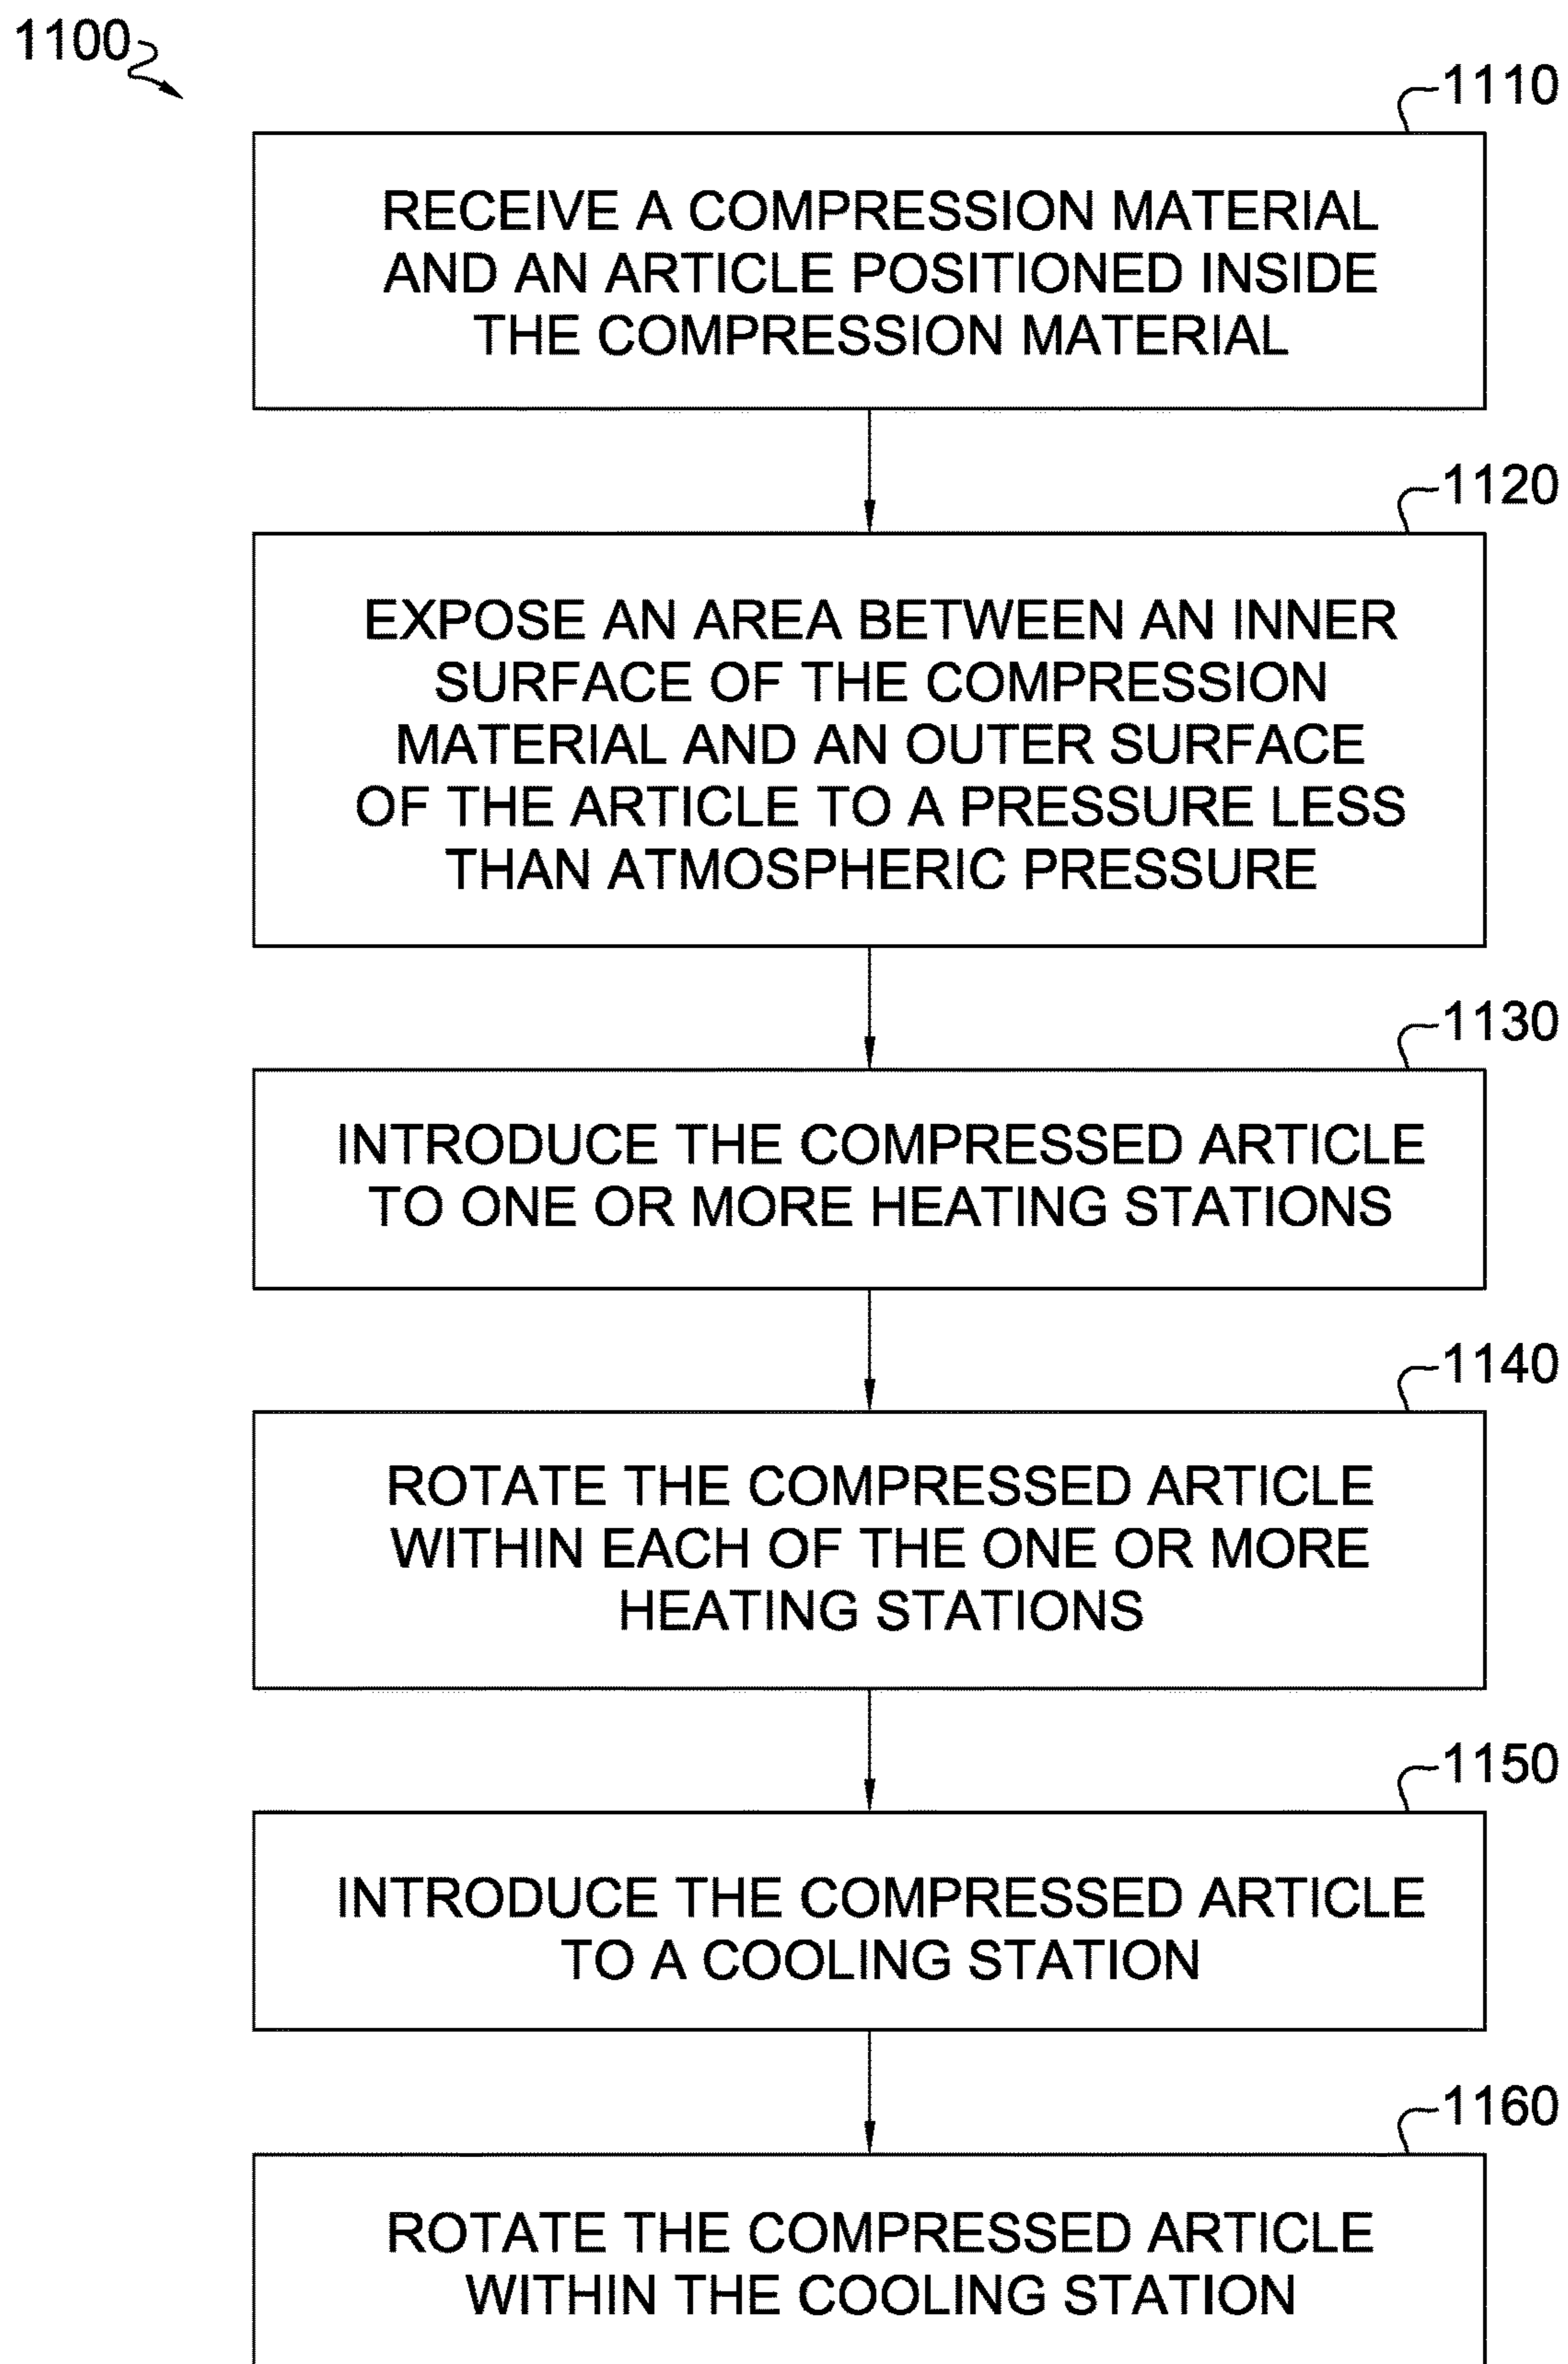 1100
1110
RECEIVE A COMPRESSION MATERIAL
AND AN ARTICLE POSITIONED INSIDE
THE COMPRESSION MATERIAL
1120
EXPOSE AN AREA BETWEEN AN INNER
SURFACE OF THE COMPRESSION
MATERIAL AND AN OUTER SURFACE
OF THE ARTICLE TO A PRESSURE LESS
THAN ATMOSPHERIC PRESSURE
1130
INTRODUCE THE COMPRESSED ARTICLE
TO ONE OR MORE HEATING STATIONS
1140
ROTATE THE COMPRESSED ARTICLE
WITHIN EACH OF THE ONE OR MORE
HEATING STATIONS
1150
INTRODUCE THE COMPRESSED ARTICLE
TO A COOLING STATION
1160
ROTATE THE COMPRESSED ARTICLE
WITHIN THE COOLING STATION